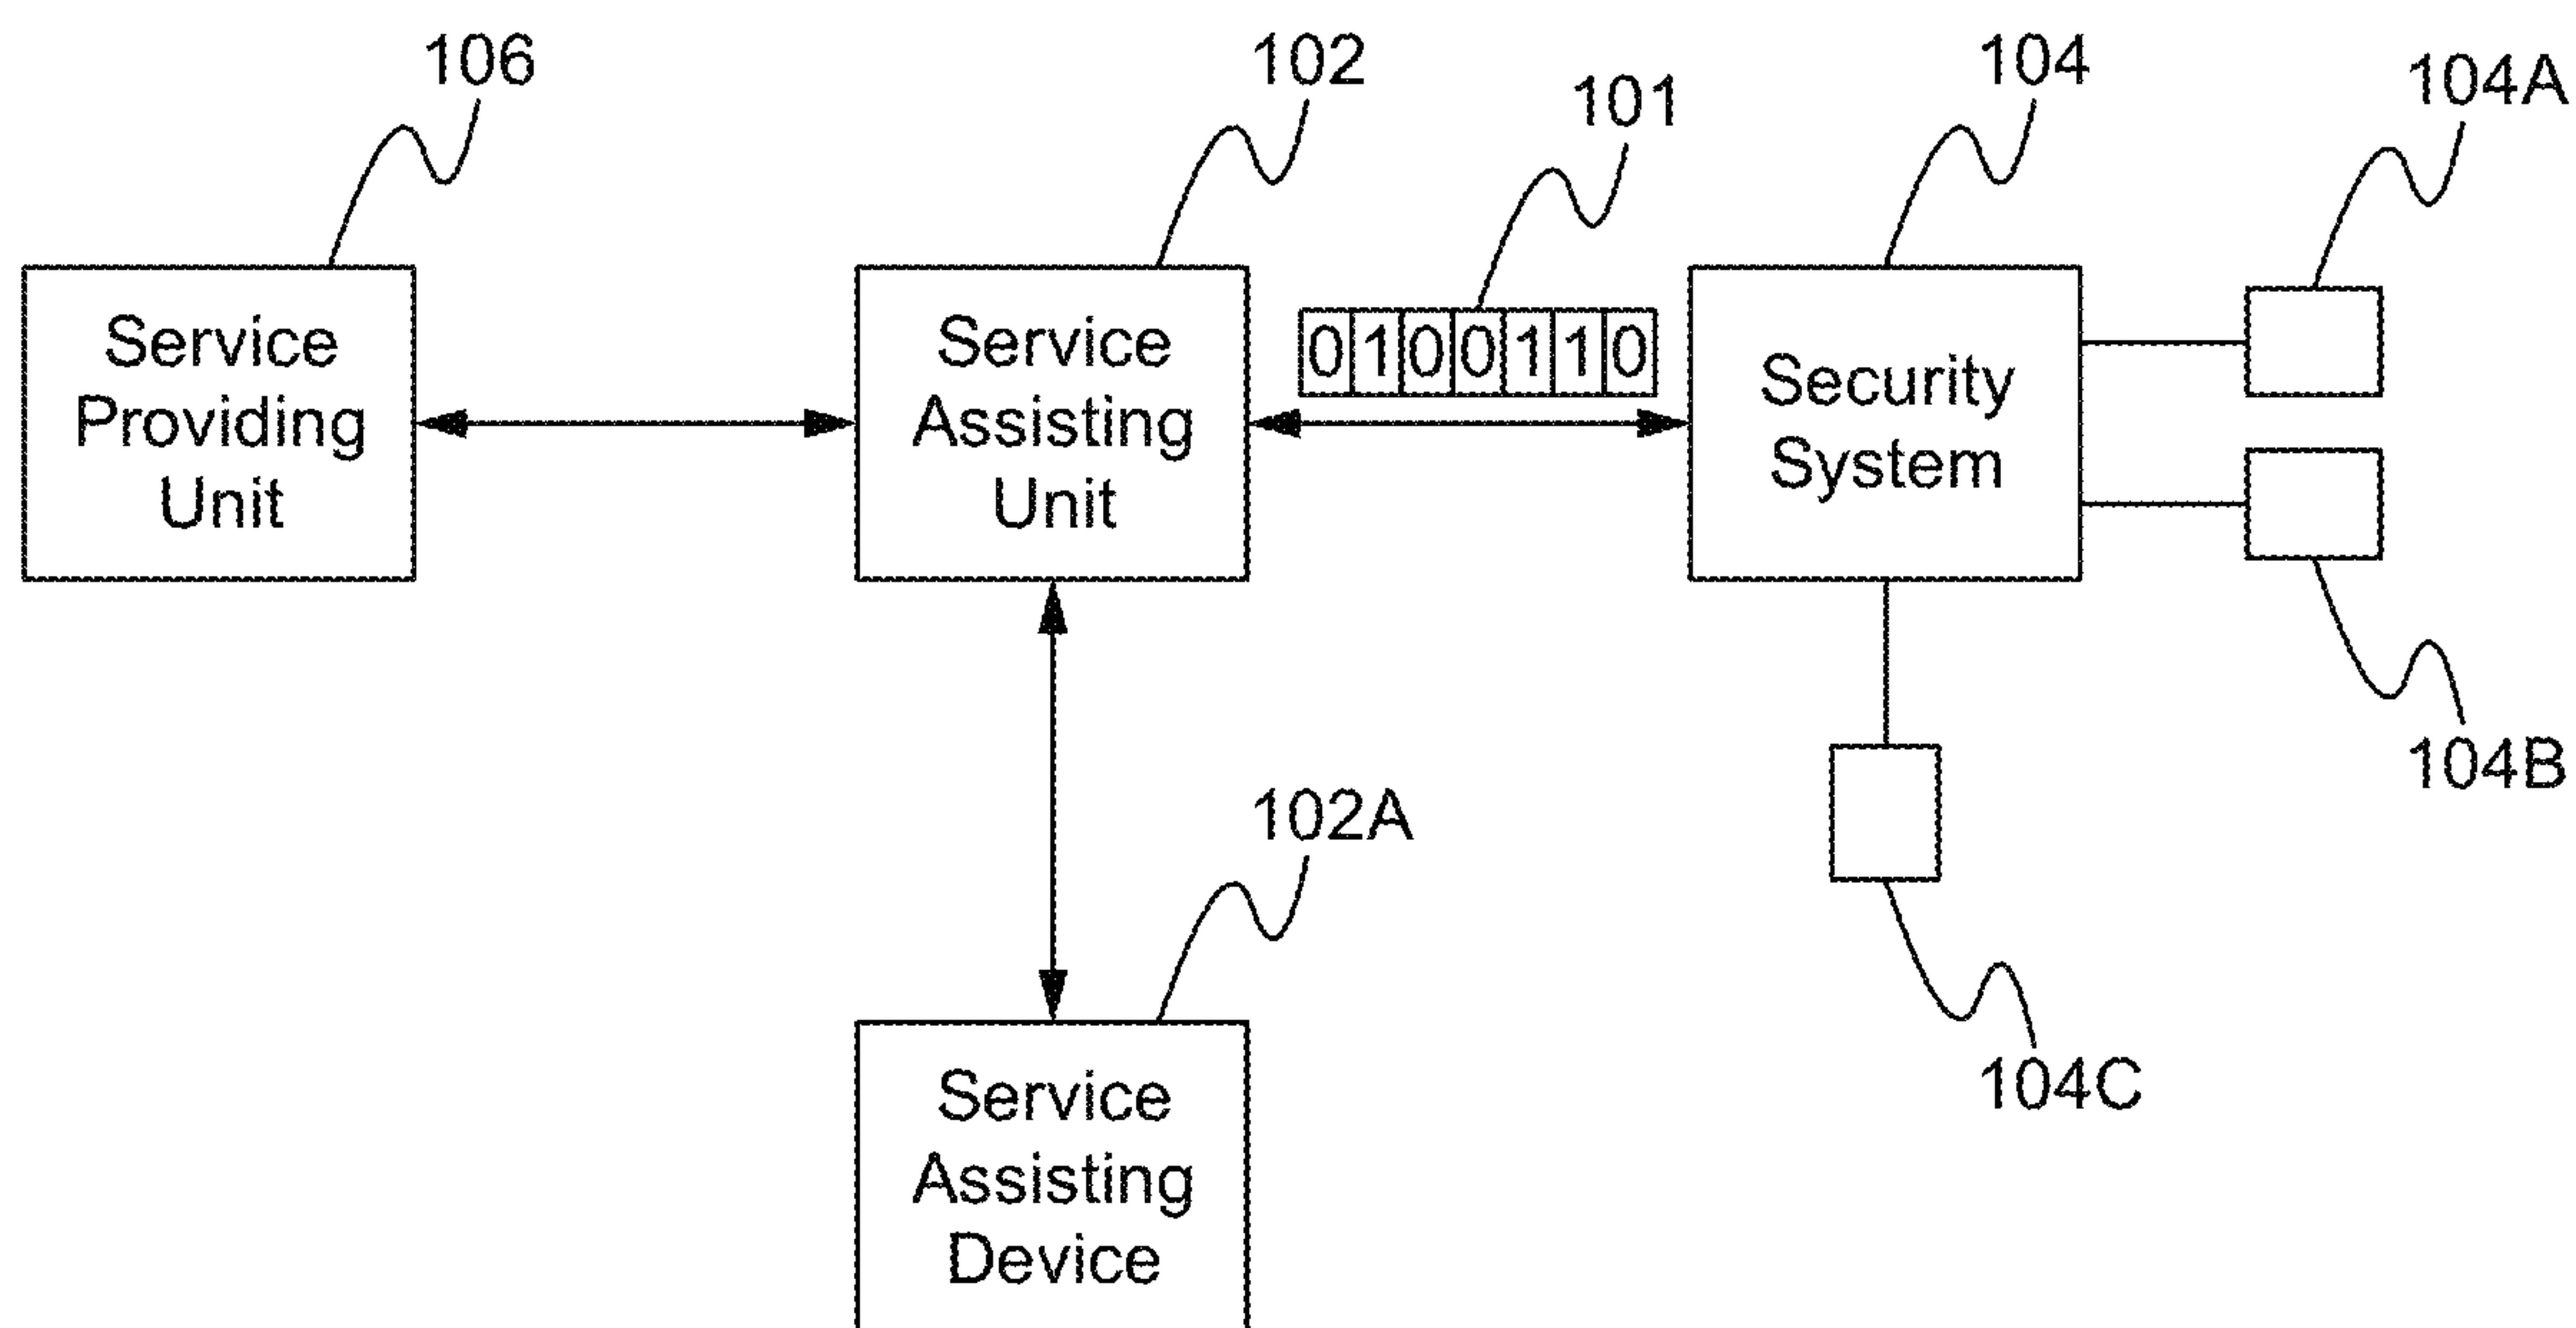 106
102
101
104
104A
Service
Providing
Unit
Service
Assisting
Unit
0 1 0 0 1 1 0
Security
System
104B
102A
104C
Service
Assisting
Device